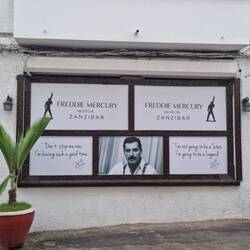 FREDDIE MERCURY
MUSEUM
ZANZIBAR
FREDDIE MERCURY
MUSEUM
ZANZIBAR
"Don't stop me now,
I'm having such a good time"
"I'm not going to be a star,
I'm going to be a legend"